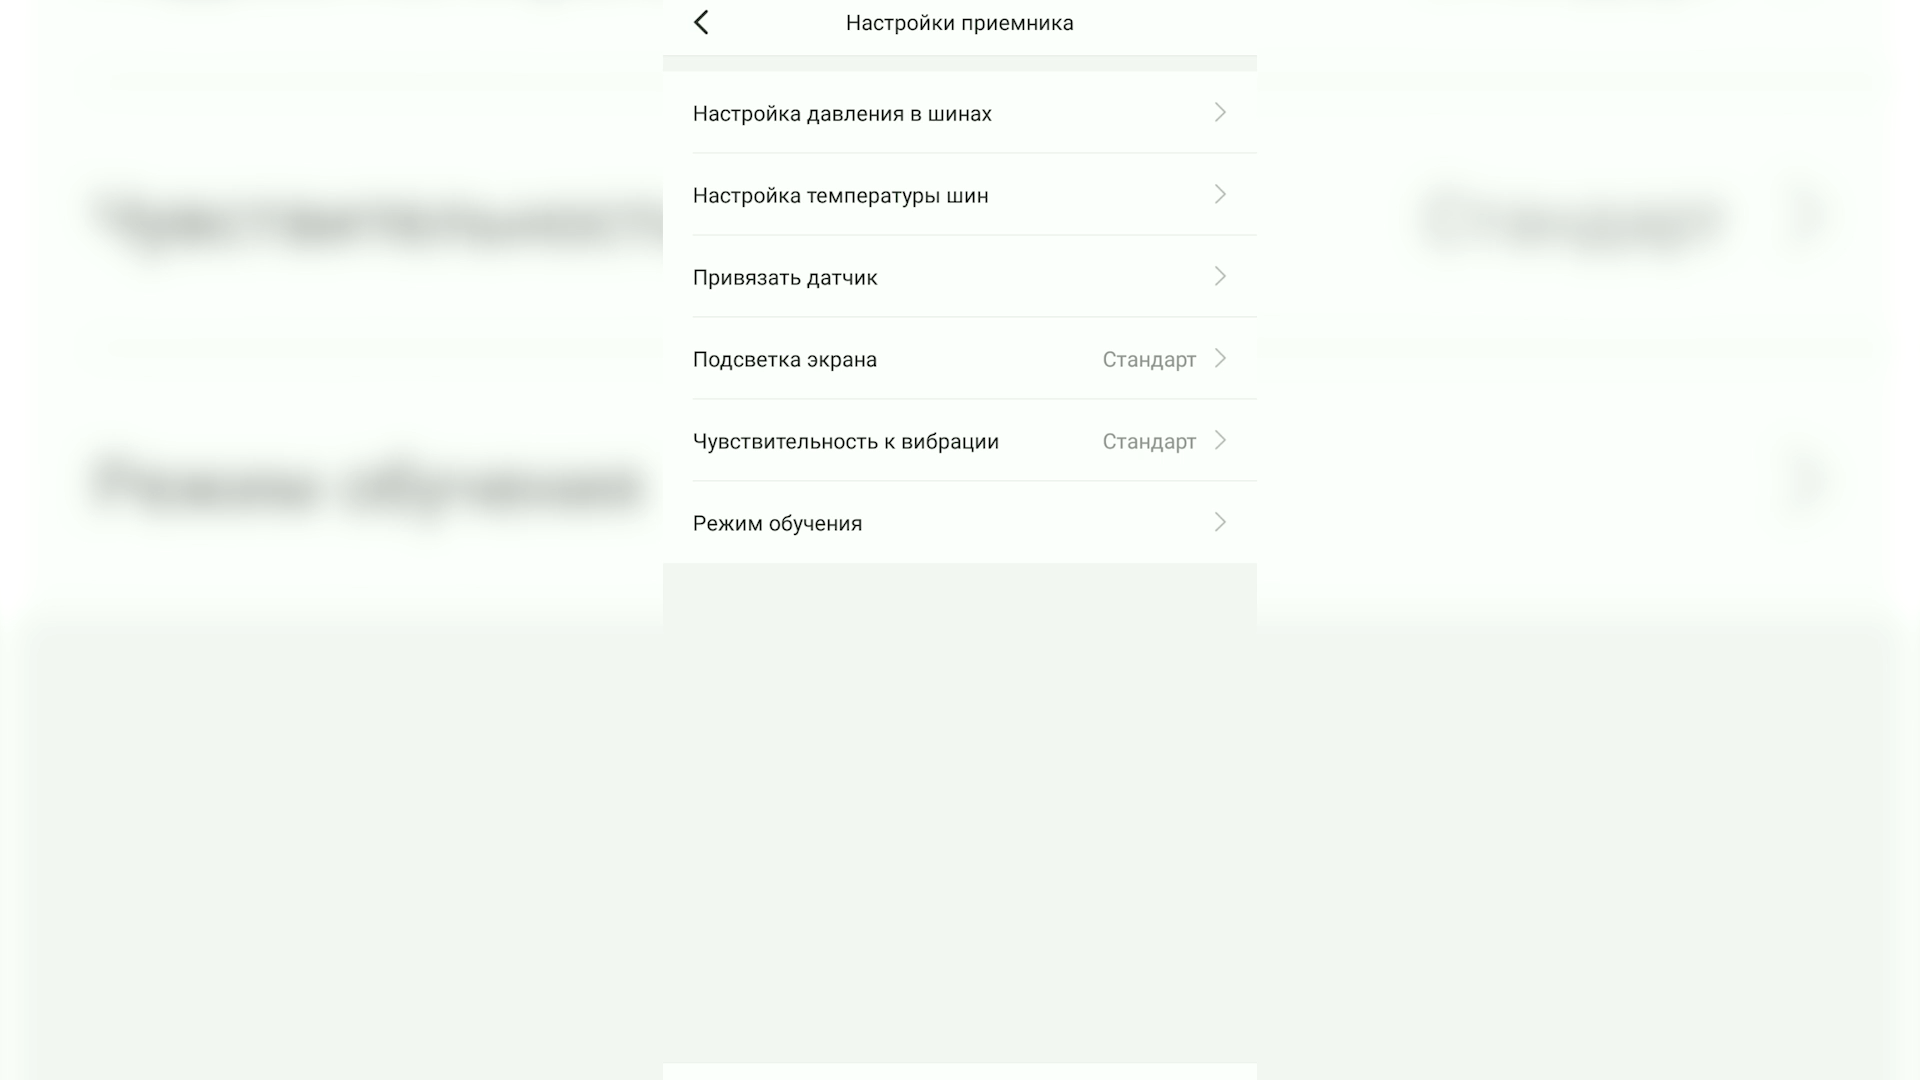 Настройки приемника
Настройка давления в шинах
Настройка температуры шин
Привязать датчик
Подсветка экрана Стандарт
Чувствительность к вибрации Стандарт
Режим обучения